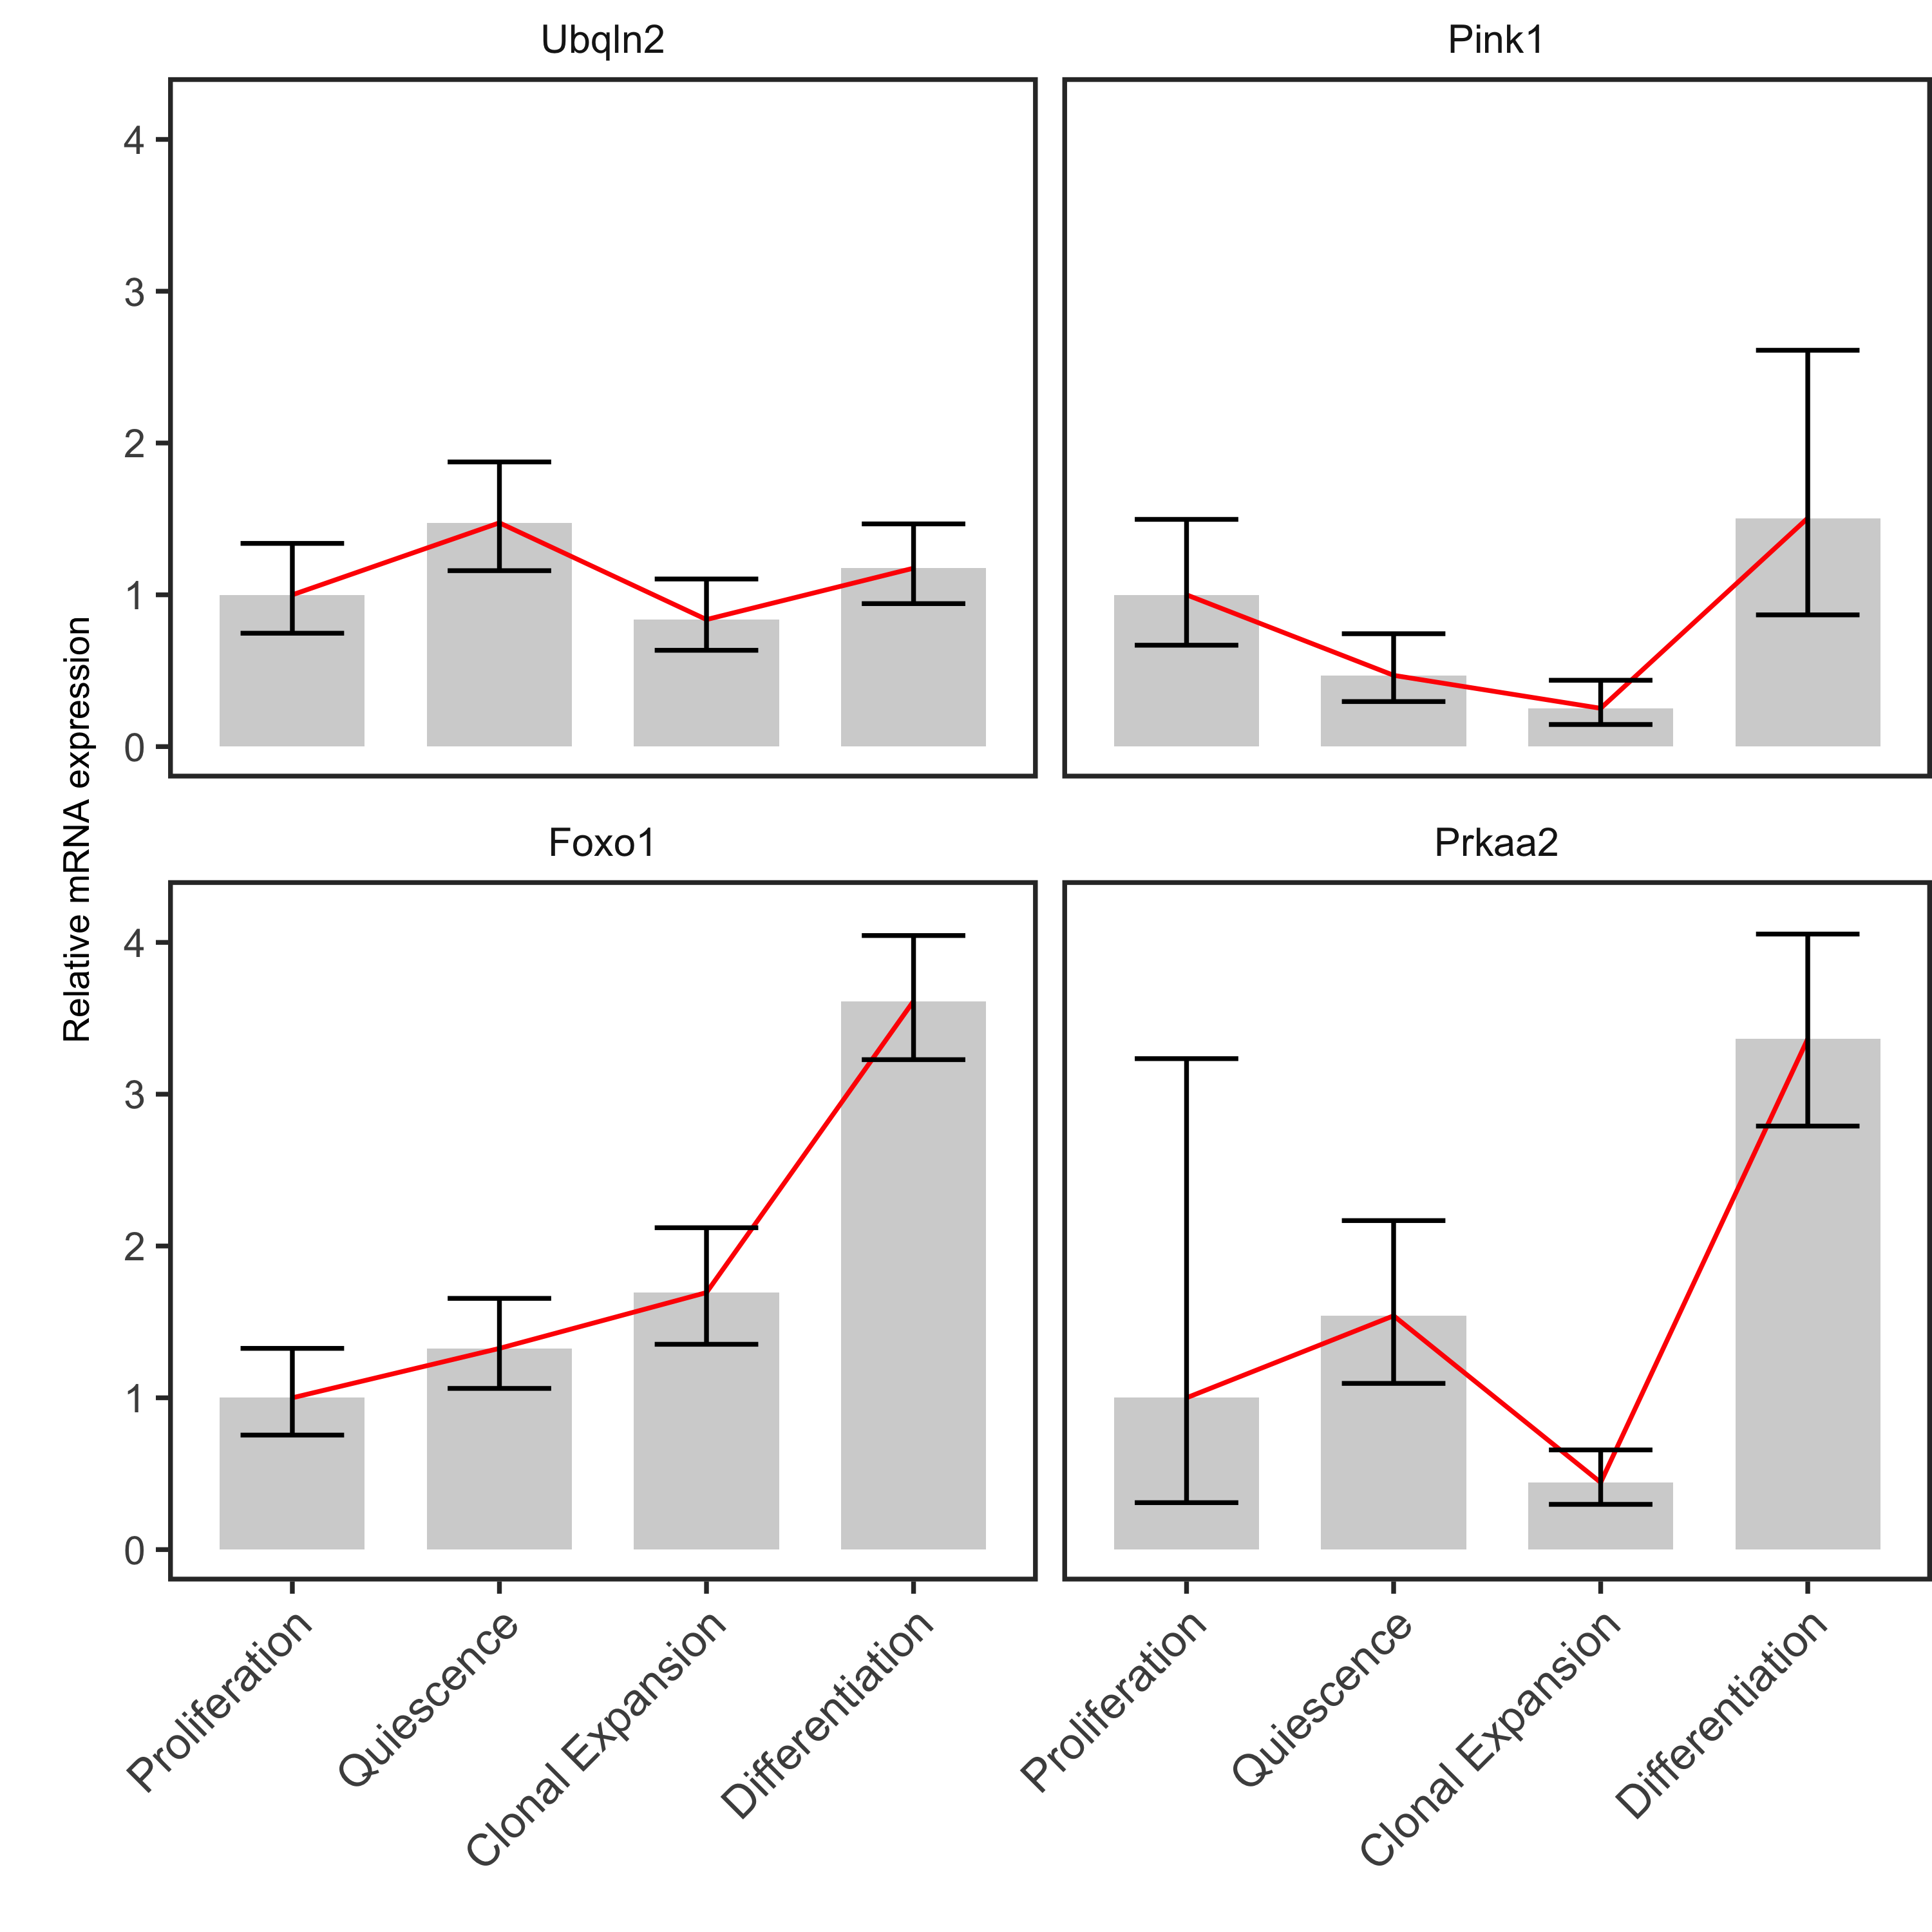 Ubqln2
Pink1
4
3
2
1
0
Relative mRNA expression
Foxo1
Prkaa2
4
3
2
1
0
Proliferation
Quiescence
Clonal Expansion
Differentiation
Proliferation
Quiescence
Clonal Expansion
Differentiation